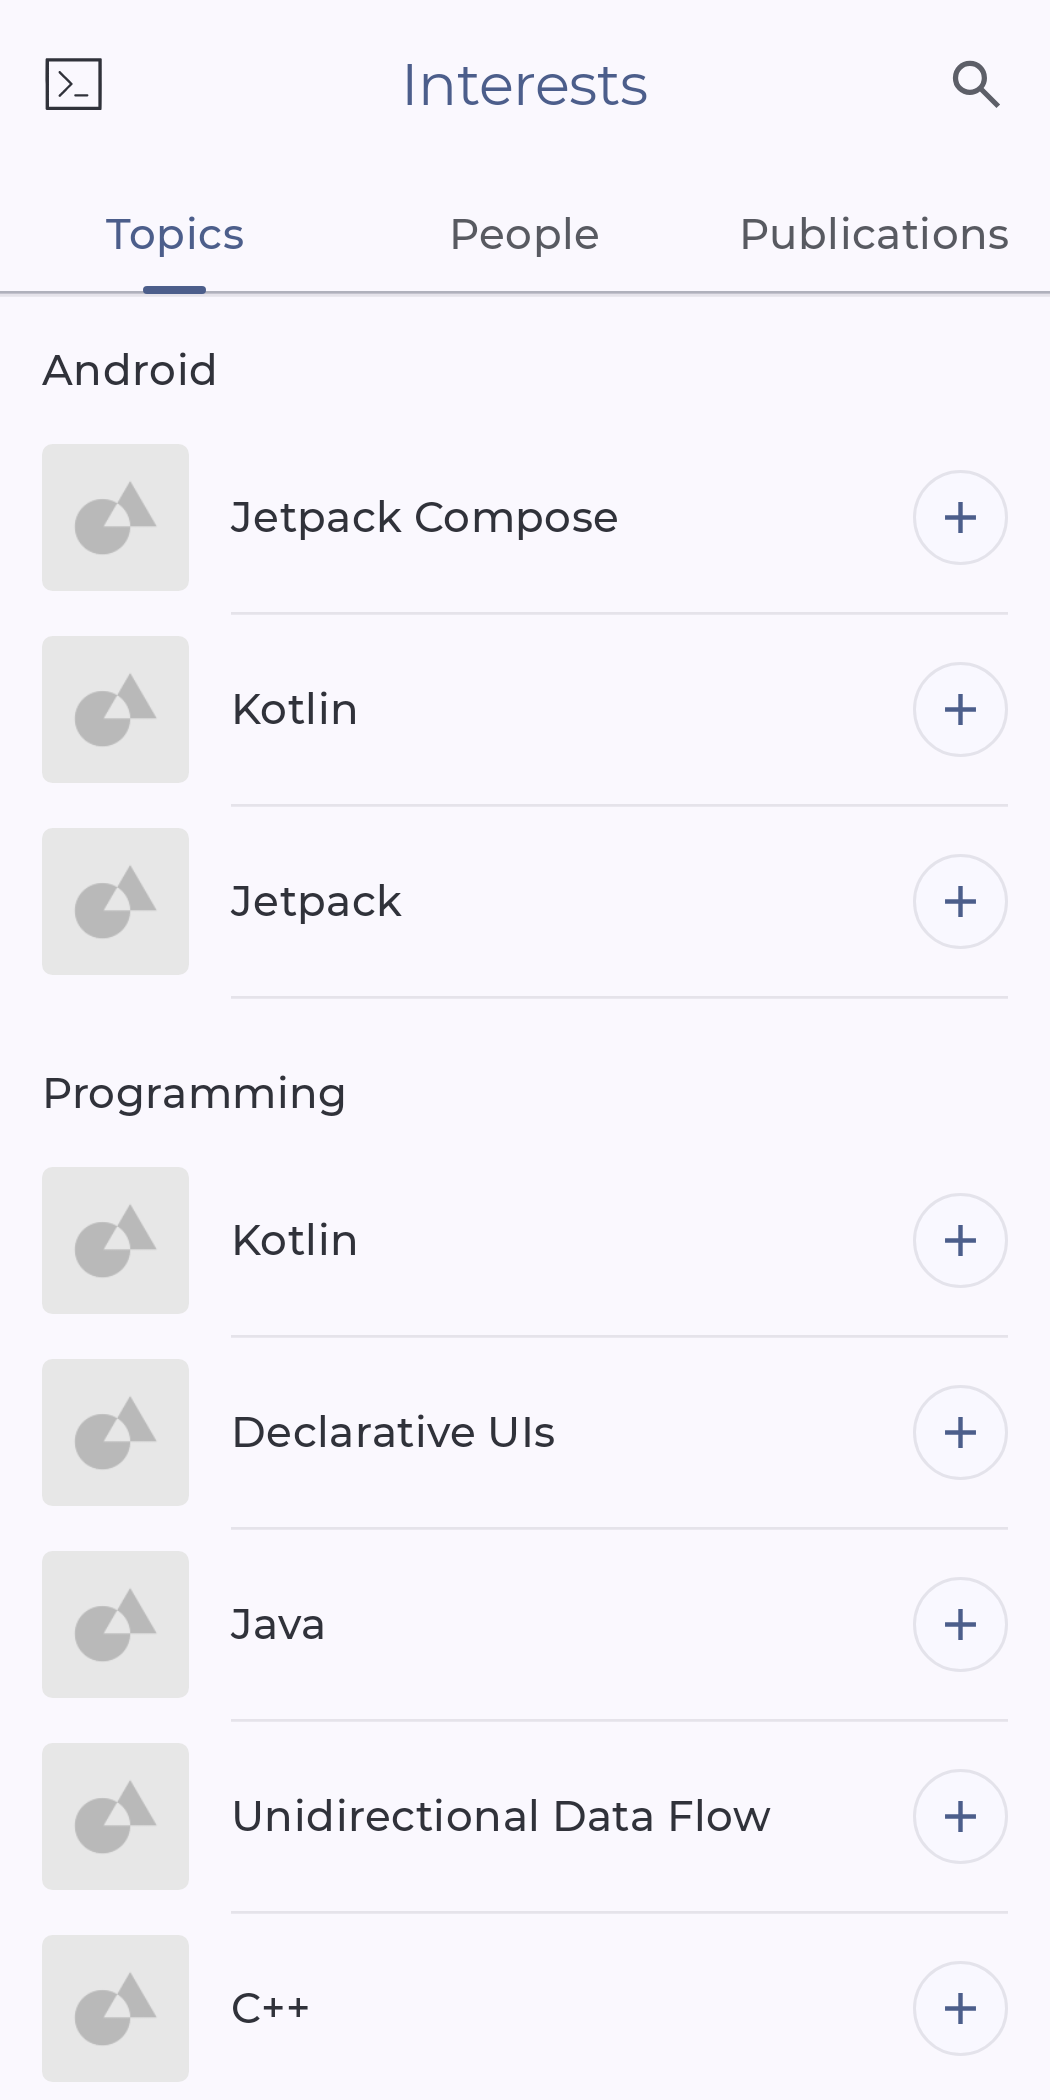 Interests
Topics People Publications
Android
Jetpack Compose
Kotlin
Jetpack
Programming
Kotlin
Declarative UIs
Java
Unidirectional Data Flow
C++